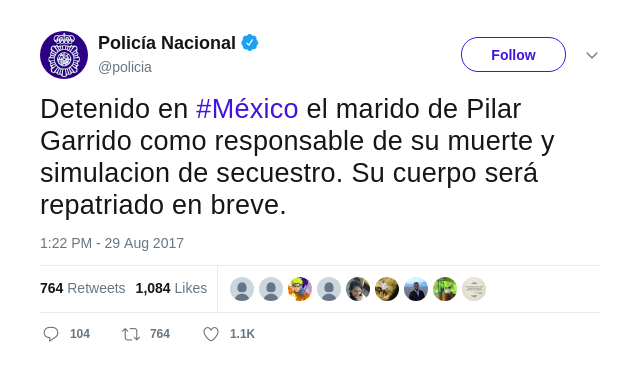 Policía Nacional
@policia
Follow
Detenido en #México el marido de Pilar
Garrido como responsable de su muerte y
simulacion de secuestro. Su cuerpo será
repatriado en breve.
1:22 PM - 29 Aug 2017
764 Retweets 1,084 Likes
104 764 1.1K